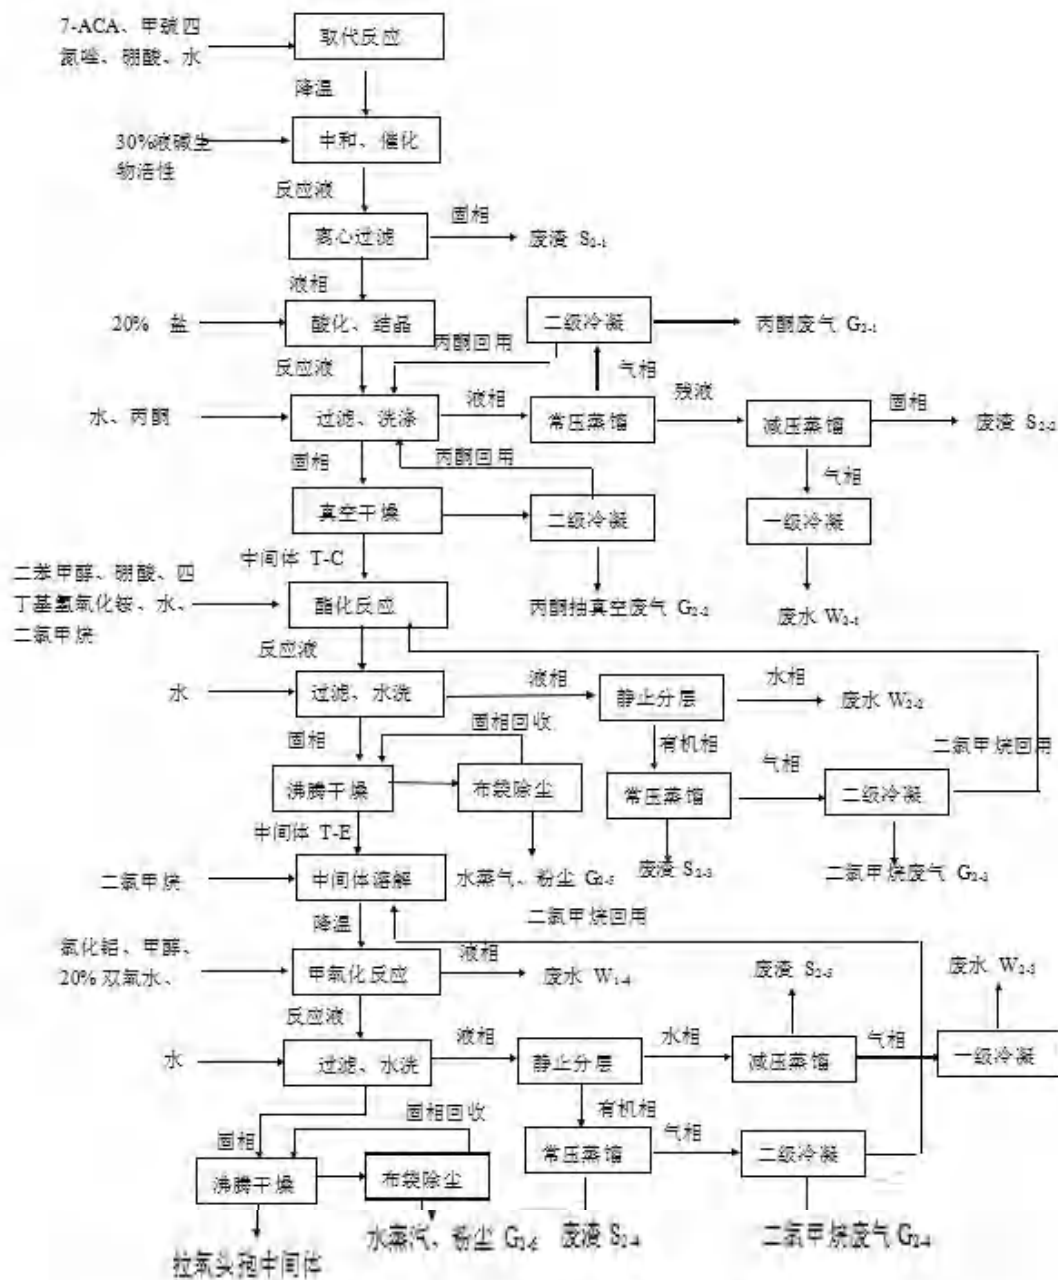 7-ACA、甲巯四
氮唑、硼酸、水
取代反应
降温
30%液碱生
物活性
中和、催化
反应液
离心过滤
固相
废渣 S2-1
液相
20% 盐
酸化、结晶
二级冷凝
丙酮废气 G2-1
丙酮回用
反应液
气相
水、丙酮
过滤、洗涤
液相
常压蒸馏
残液
减压蒸馏
固相
废渣 S2-2
固相
丙酮回用
气相
真空干燥
二级冷凝
一级冷凝
中间体 T-C
二苯甲醇、硼酸、四
丁基氢氧化铵、水、
二氯甲烷
酯化反应
丙酮抽真空废气 G2-2
废水 W2-1
反应液
水
过滤、水洗
液相
静止分层
水相
废水 W2-2
固相
固相回收
有机相
气相
二氯甲烷回用
沸腾干燥
布袋除尘
常压蒸馏
二级冷凝
中间体 T-E
二氯甲烷
中间体溶解
水蒸气、粉尘 G2-5
废渣 S2-3
二氯甲烷废气
降温
二氯甲烷回用
氯化铝、甲醇、
20%双氧水、
甲氧化反应
液相
废水 W1-4
废渣 S2-5
废水 W2-3
反应液
水
过滤、水洗
液相
静止分层
水相
减压蒸馏
气相
一级冷凝
固相
固相回收
有机相
气相
沸腾干燥
布袋除尘
常压蒸馏
二级冷凝
拉氧头孢中间体
水蒸汽、粉尘 G2-6
废渣 S2-4
二氯甲烷废气 G2-4